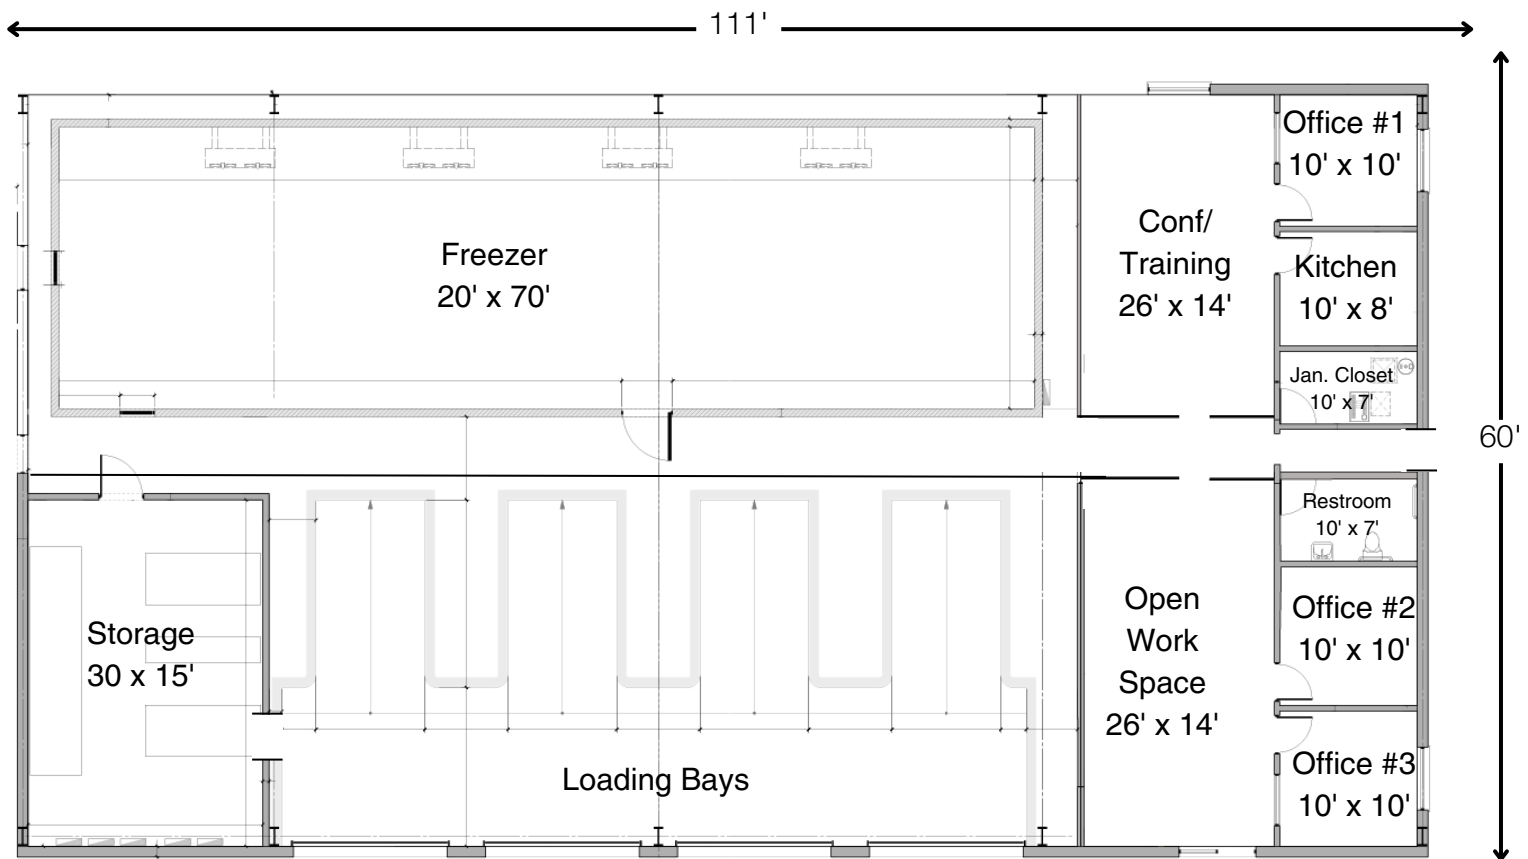 111'
60'
Freezer
20' x 70'
Conf/
Training
26' x 14'
Office #1
10' x 10'
Kitchen
10' x 8'
Jan. Closet
10' x 7'
Restroom
10' x 7'
Storage
30 x 15'
Loading Bays
Open
Work
Space
26' x 14'
Office #2
10' x 10'
Office #3
10' x 10'